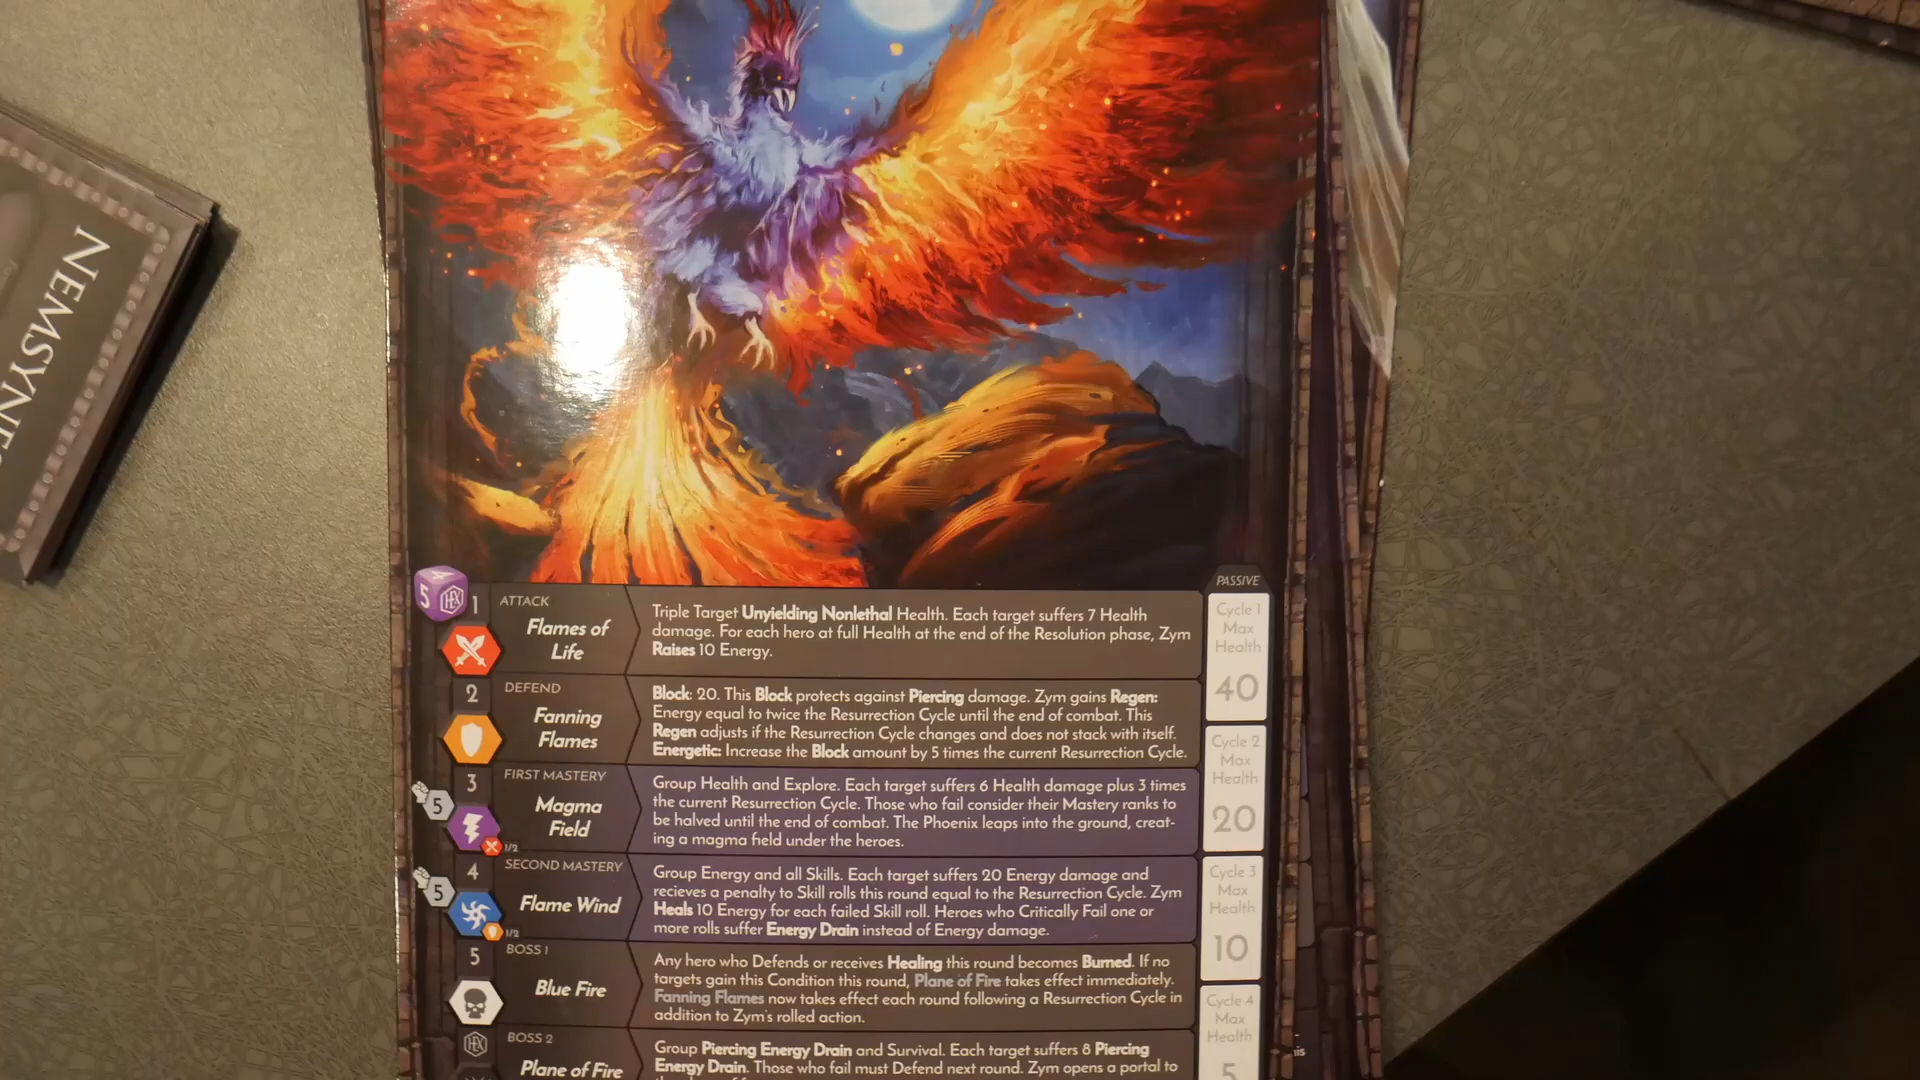 NEMSYNE
5 HEX 1
ATTACK
Flames of
Life
Triple Target Unyielding Nonlethal Health. Each target suffers 7 Health
damage. For each hero at full Health at the end of the Resolution phase, Zym
Raises 10 Energy.
2
DEFEND
Fanning
Flames
Block: 20. This Block protects against Piercing damage. Zym gains Regen:
Energy equal to twice the Resurrection Cycle until the end of combat. This
Regen adjusts if the Resurrection Cycle changes and does not stack with itself.
Energetic: Increase the Block amount by 5 times the current Resurrection Cycle.
3
5
1/2
FIRST MASTERY
Magma
Field
Group Health and Explore. Each target suffers 6 Health damage plus 3 times
the current Resurrection Cycle. Those who fail consider their Mastery ranks to
be halved until the end of combat. The Phoenix leaps into the ground, creat-
ing a magma field under the heroes.
4
5
1/2
SECOND MASTERY
Flame Wind
Group Energy and all Skills. Each target suffers 20 Energy damage and
recieves a penalty to Skill rolls this round equal to the Resurrection Cycle. Zym
Heals 10 Energy for each failed Skill roll. Heroes who Critically Fail one or
more rolls suffer Energy Drain instead of Energy damage.
5
BOSS 1
Blue Fire
Any hero who Defends or receives Healing this round becomes Burned. If no
targets gain this Condition this round, Plane of Fire takes effect immediately.
Fanning Flames now takes effect each round following a Resurrection Cycle in
addition to Zym's rolled action.
HEX
BOSS 2
Plane of Fire
Group Piercing Energy Drain and Survival. Each target suffers 8 Piercing
Energy Drain. Those who fail must Defend next round. Zym opens a portal to
PASSIVE
Cycle 1
Max
Health
40
Cycle 2
Max
Health
20
Cycle 3
Max
Health
10
Cycle 4
Max
Health
5